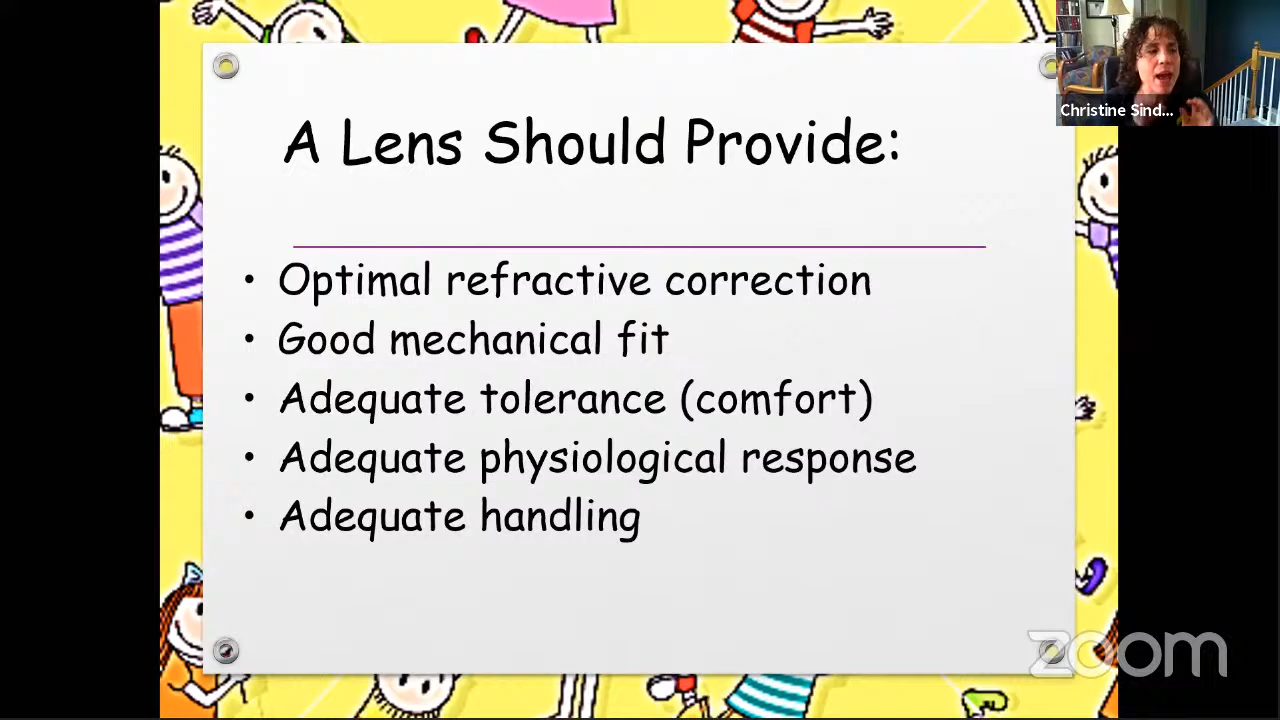 Christine Sind...
A Lens Should Provide:
• Optimal refractive correction
• Good mechanical fit
• Adequate tolerance (comfort)
• Adequate physiological response
• Adequate handling
zoom